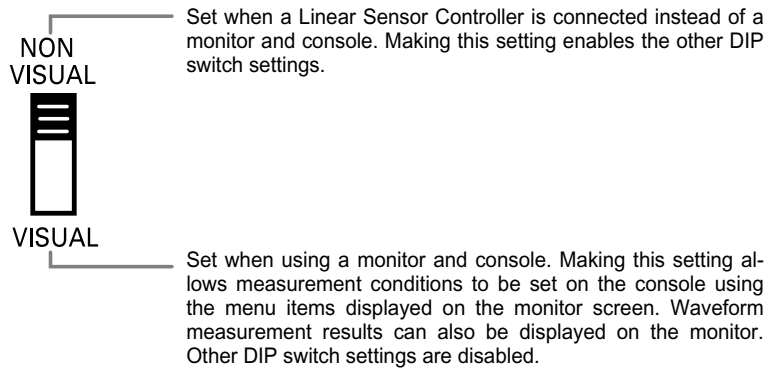 Set when a Linear Sensor Controller is connected instead of a
monitor and console. Making this setting enables the other DIP
switch settings.
NON
VISUAL
VISUAL
Set when using a monitor and console. Making this setting al-
lows measurement conditions to be set on the console using
the menu items displayed on the monitor screen. Waveform
measurement results can also be displayed on the monitor.
Other DIP switch settings are disabled.